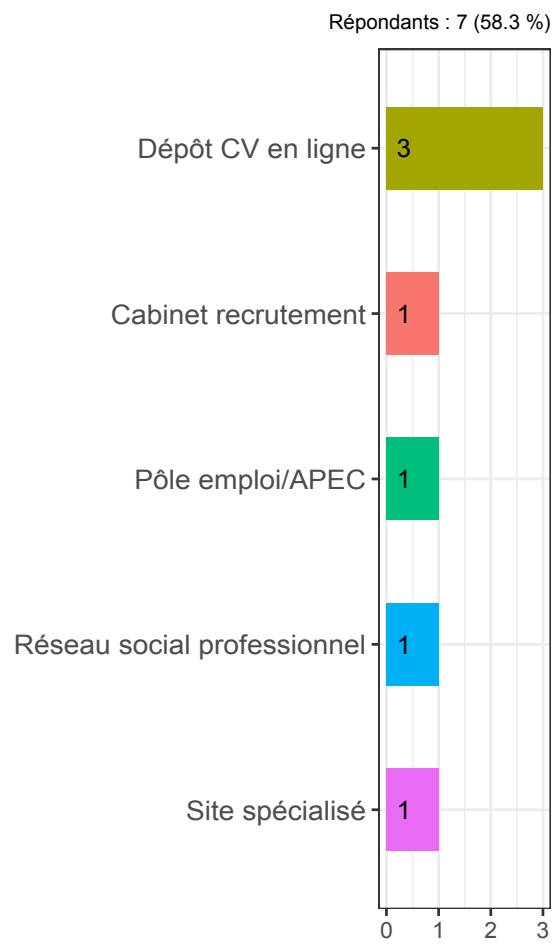 Répondants : 7 (58.3 %)
Dépôt CV en ligne 3
Cabinet recrutement 1
Pôle emploi/APEC 1
Réseau social professionnel 1
Site spécialisé 1
0 1 2 3